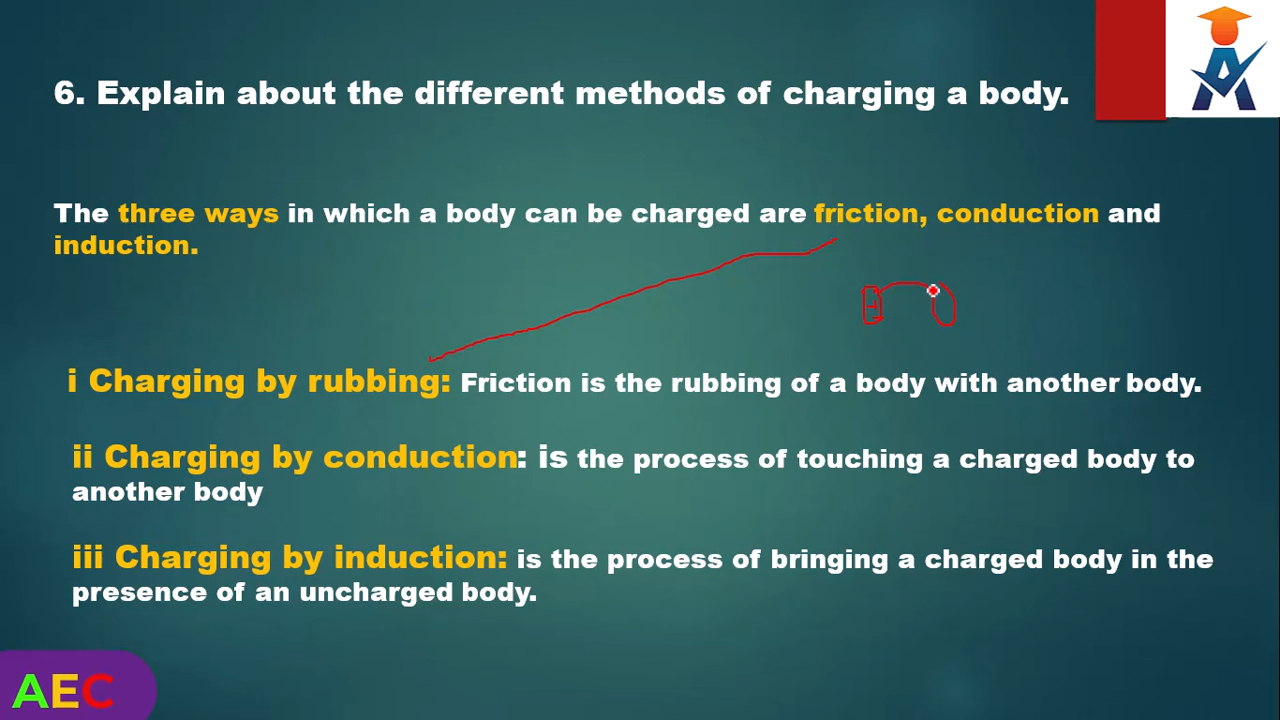 6. Explain about the different methods of charging a body.
The three ways in which a body can be charged are friction, conduction and
induction.
i Charging by rubbing: Friction is the rubbing of a body with another body.
ii Charging by conduction: is the process of touching a charged body to
another body
iii Charging by induction: is the process of bringing a charged body in the
presence of an uncharged body.
AEC